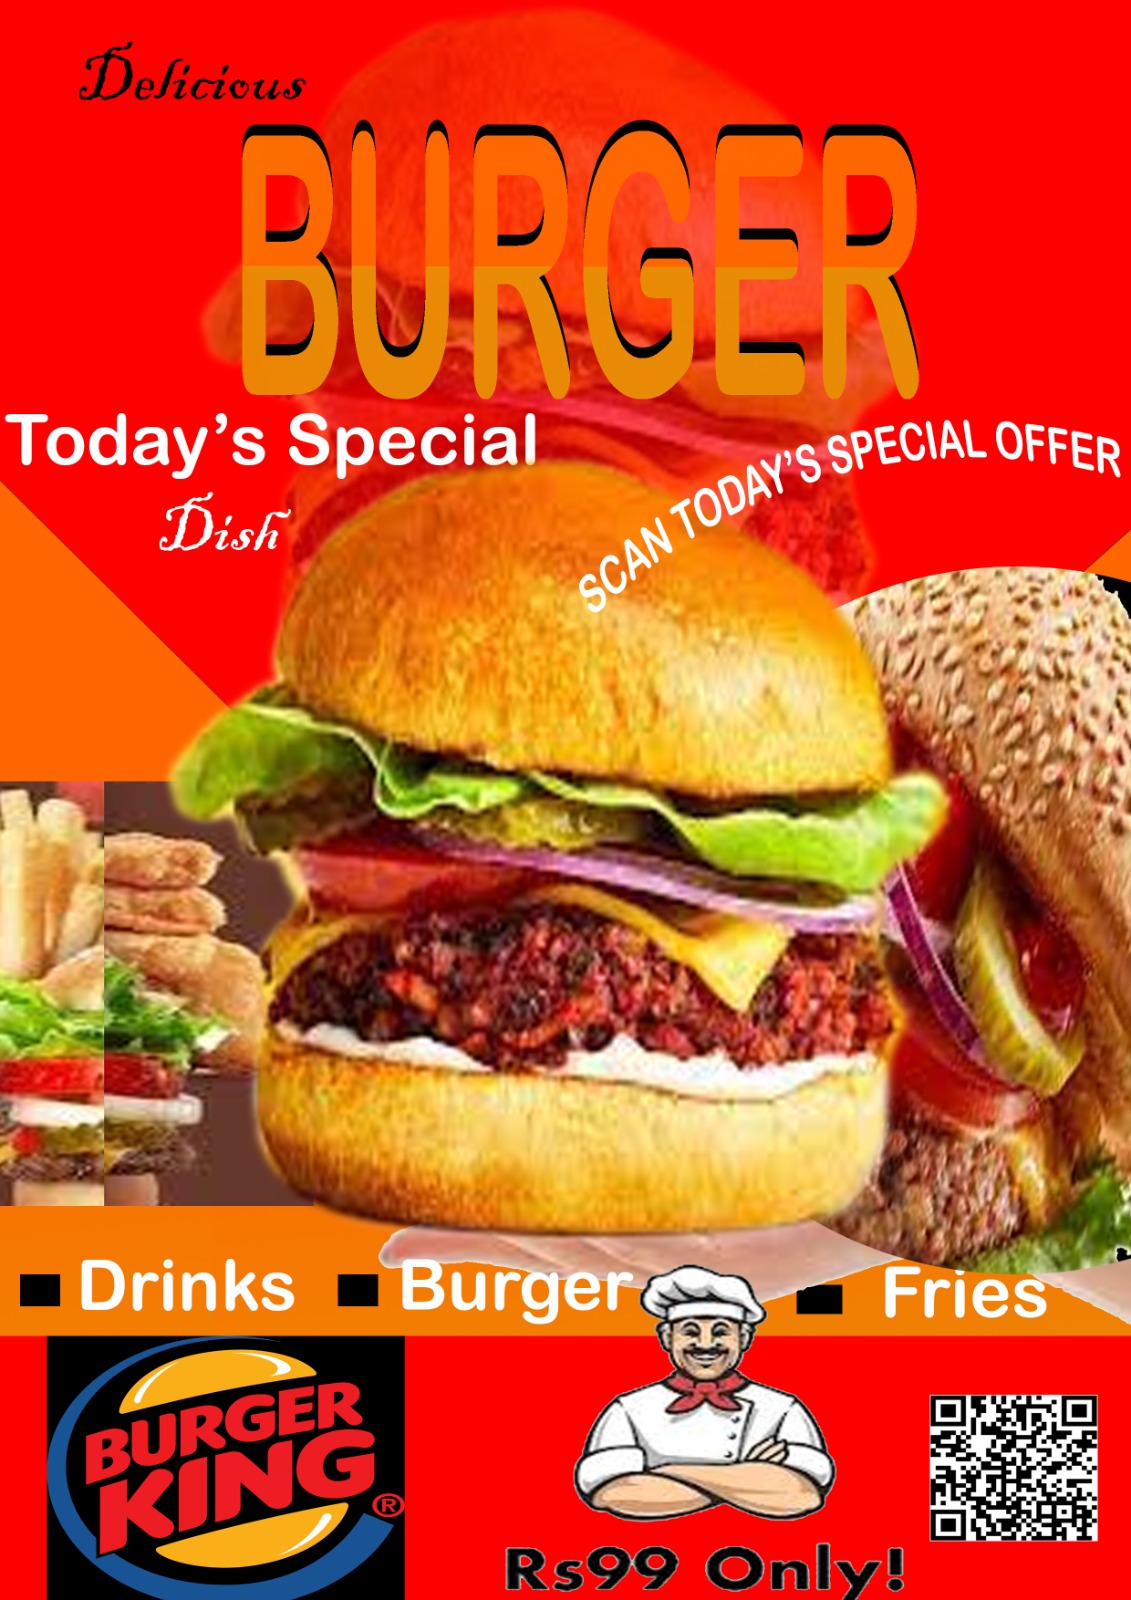 Delicious
BURGER
Today's Special
Dish
SCAN TODAY'S SPECIAL OFFER
Drinks
Burger
Fries
BURGER
KING
®
Rs99 Only!